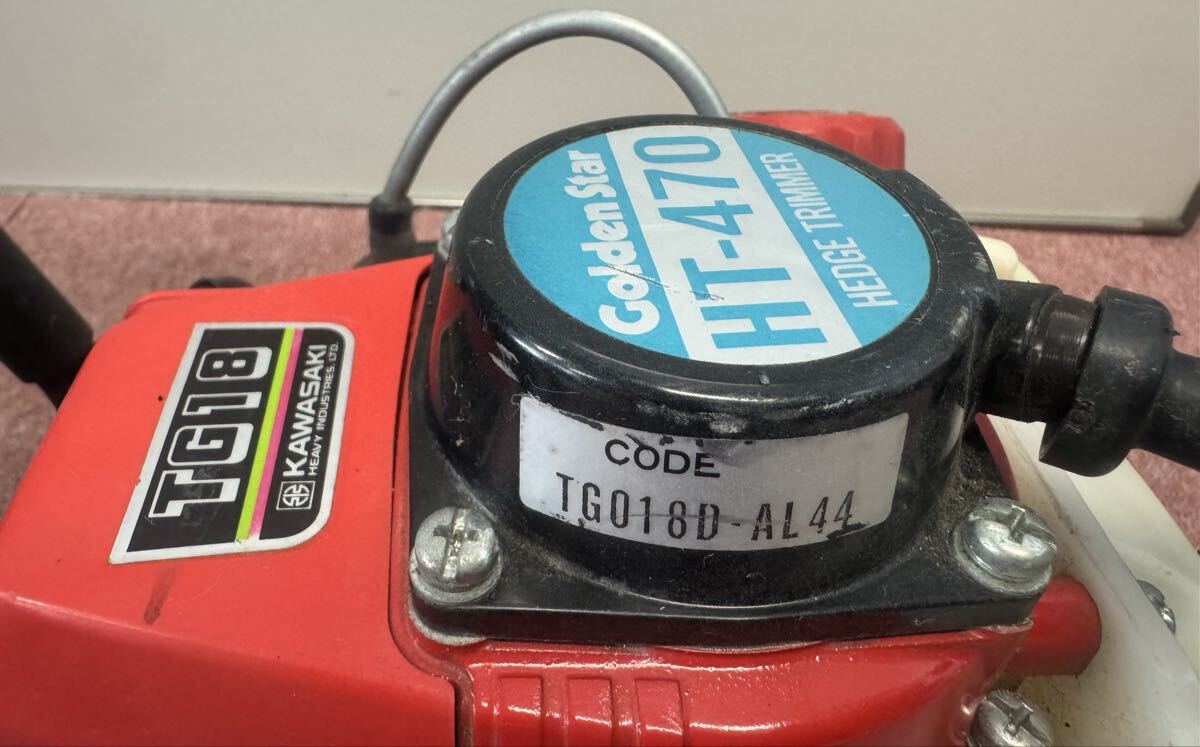 Golden Star
HT-470
HEDGE TRIMMER
TG18
KAWASAKI
HEAVY INDUSTRIES, LTD.
CODE
TG018D-AL44